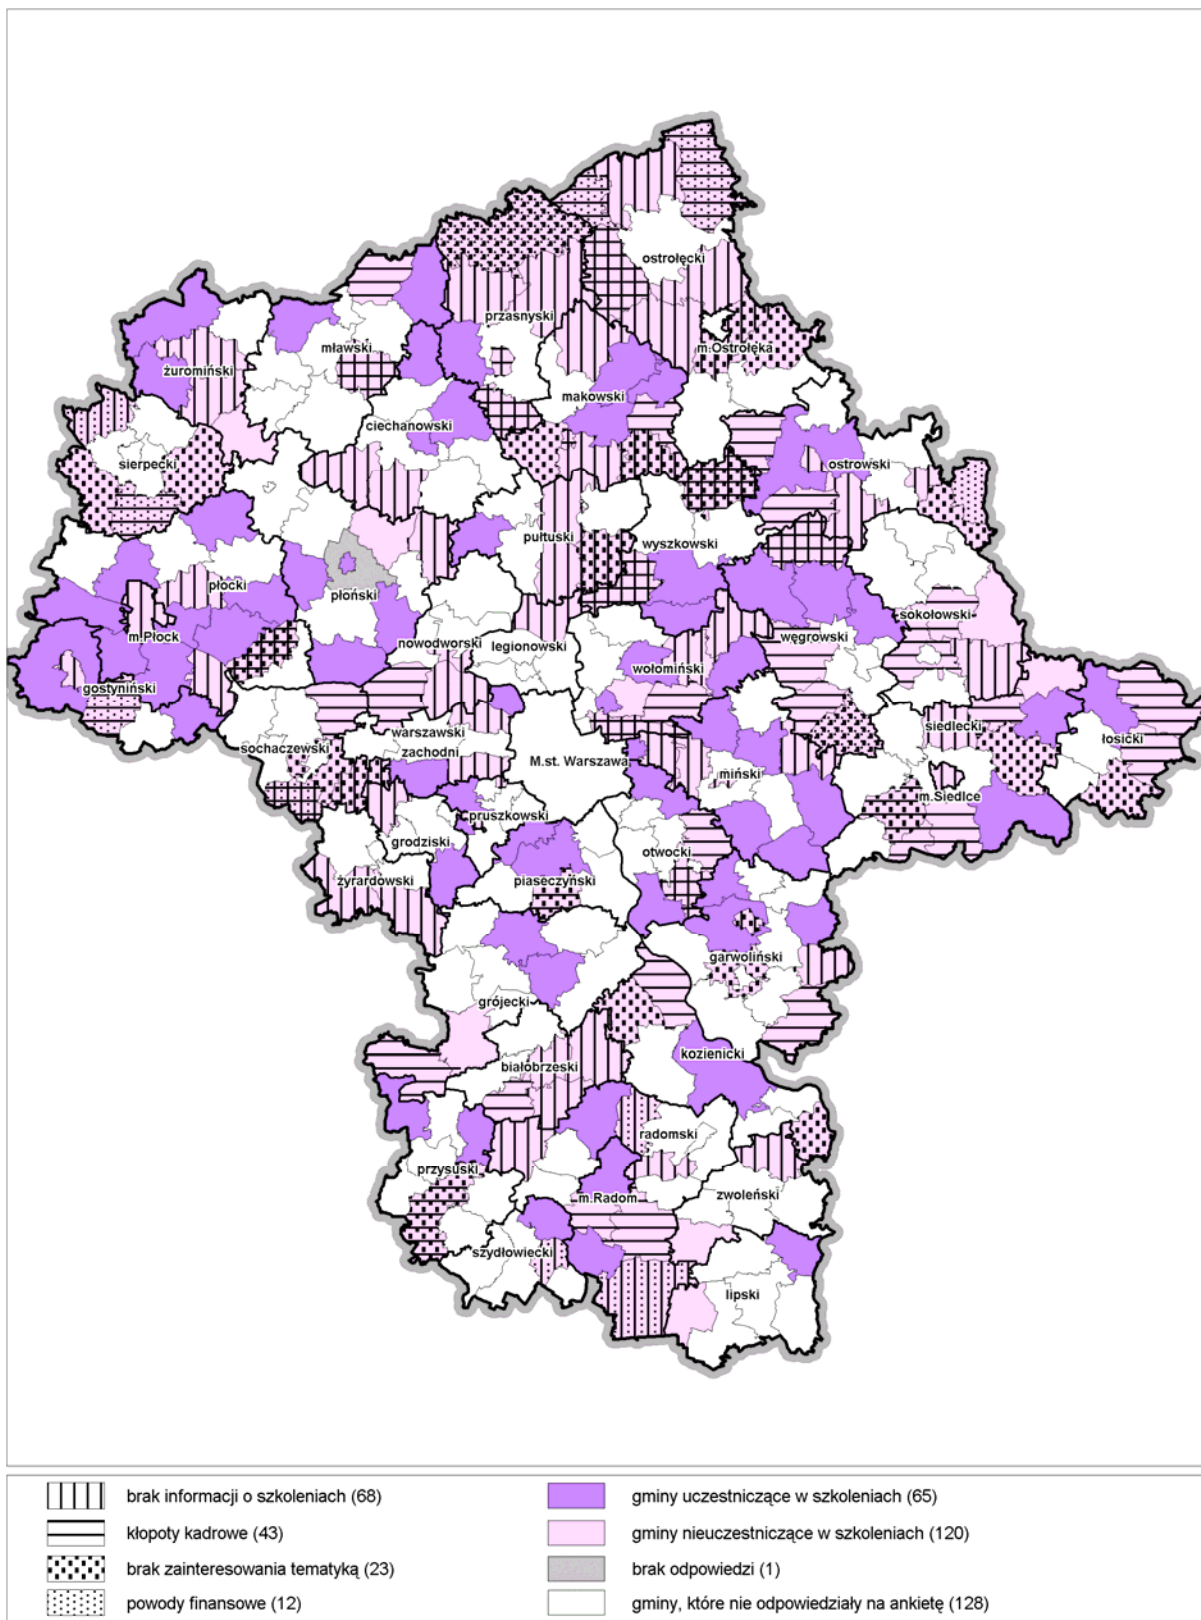 ostrołęcki
przasnyski
m.Ostrołęka
mławski
żuromiński
makowski
ciechanowski
sierpecki
ostrowski
pułtuski
wyszkowski
płocki
płoński
sokołowski
m.Płock
nowodworski
legionowski
węgrowski
wołomiński
gostyniński
sochaczewski
warszawski
zachodni
siedlecki
łosicki
M.st. Warszawa
miński
m.Siedlce
pruszkowski
grodziski
otwocki
żyrardowski
piaseczyński
garwoliński
grójecki
kozienicki
białobrzeski
radomski
przysuski
m.Radom
zwoleński
szydłowiecki
lipski
brak informacji o szkoleniach (68)
kłopoty kadrowe (43)
brak zainteresowania tematyką (23)
powody finansowe (12)
gminy uczestniczące w szkoleniach (65)
gminy nieuczestniczące w szkoleniach (120)
brak odpowiedzi (1)
gminy, które nie odpowiedziały na ankietę (128)